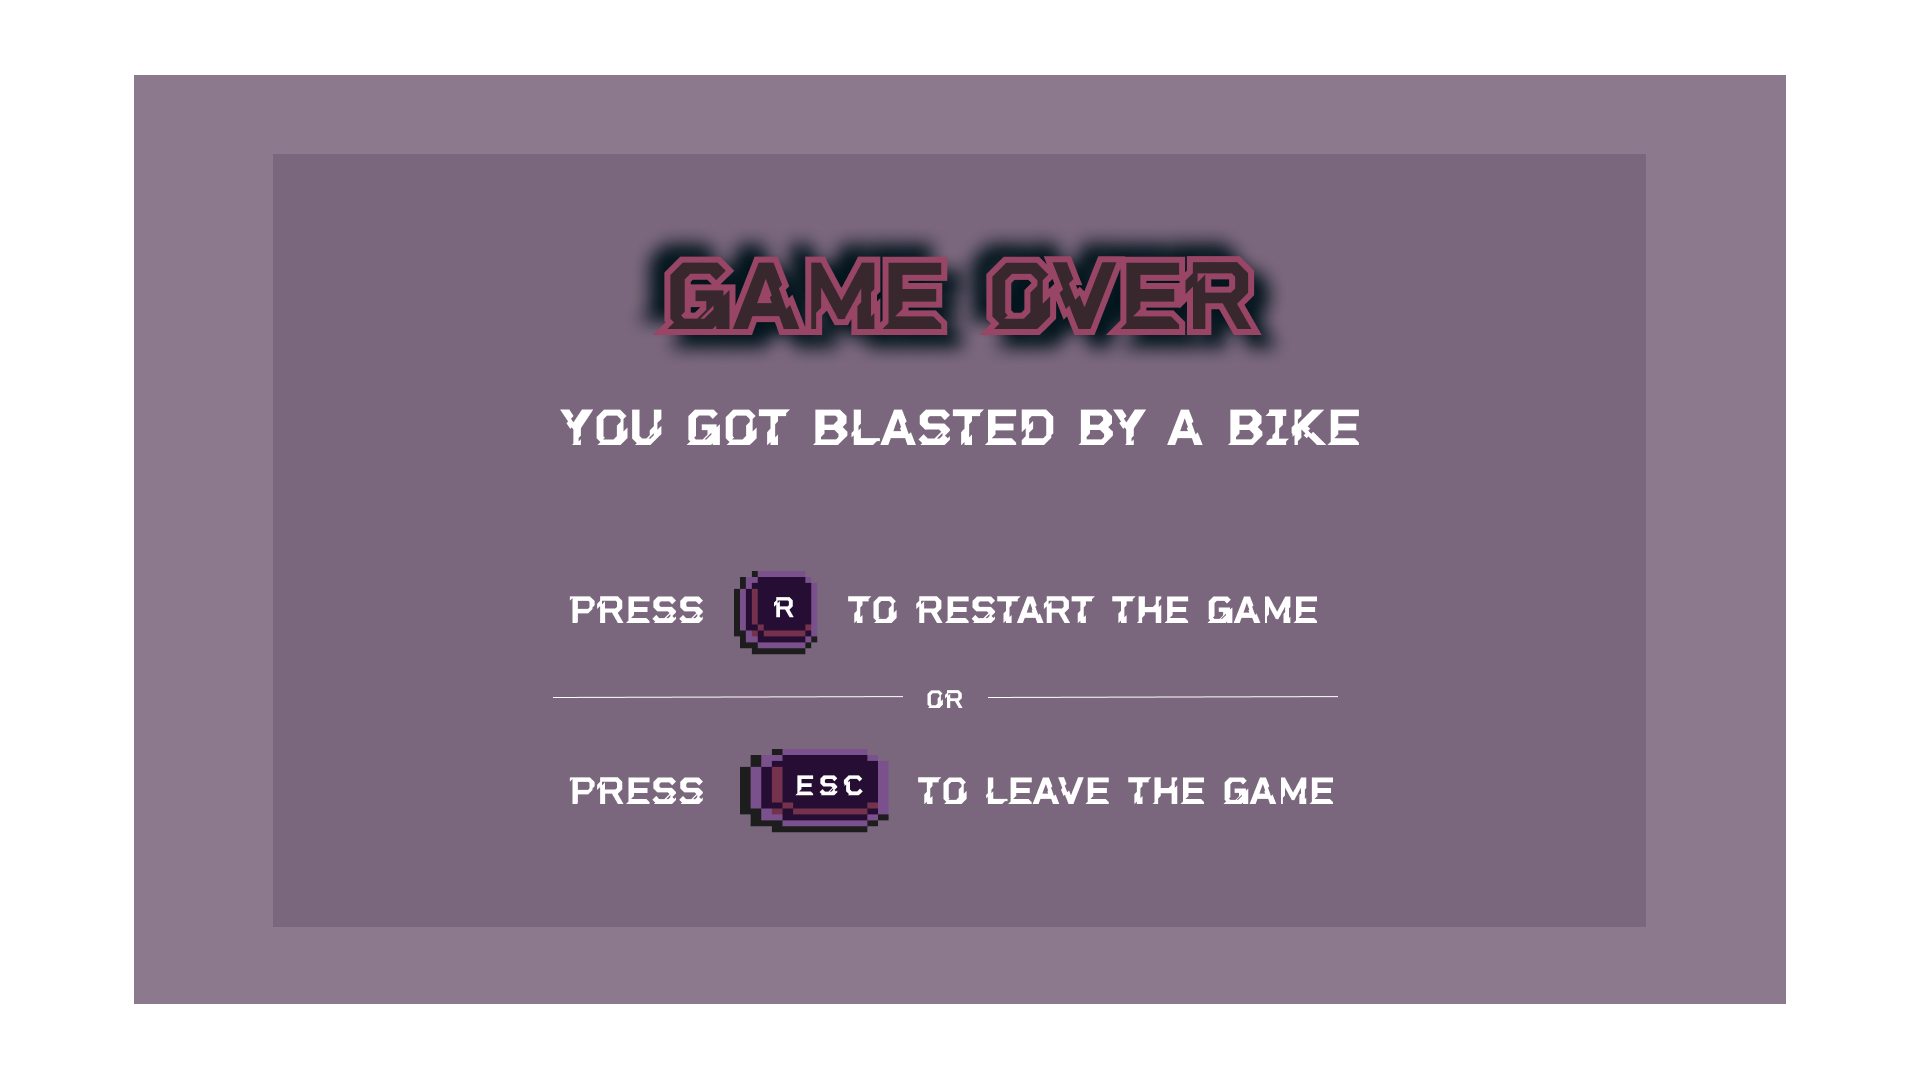 GAME OVER
YOU GOT BLASTED BY A BIKE
PRESS R TO RESTART THE GAME
OR
PRESS ESC TO LEAVE THE GAME